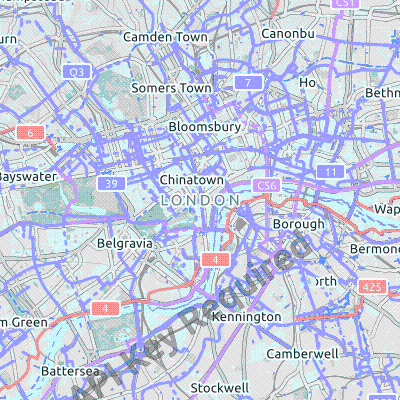 CS1
Camden Town
Canonbu
urn
Q3
7
Somers Town
Ho
Bethn
6
Bloomsbury
Bayswater
39
Chinatown
11
LONDON
CS6
Wap
Belgravia
Borough
4
Bermon
API Key Required
orth
425
4
m Green
Kennington
Camberwell
Battersea
Stockwell